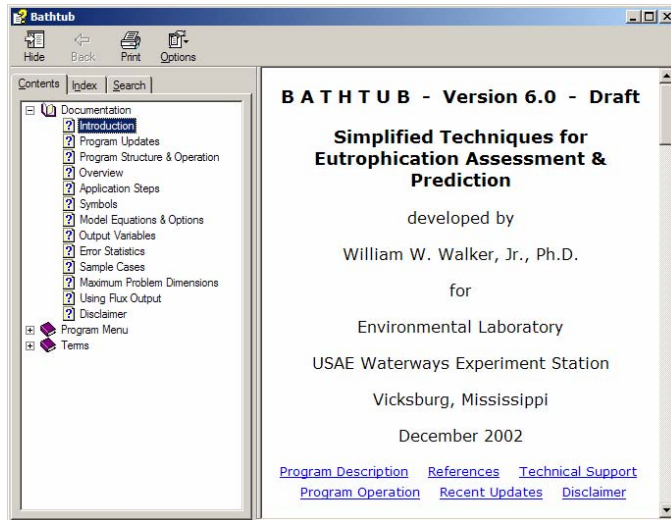 Bathtub
Hide Back Print Options
Contents Index Search
Documentation
Introduction
Program Updates
Program Structure & Operation
Overview
Application Steps
Symbols
Model Equations & Options
Output Variables
Error Statistics
Sample Cases
Maximum Problem Dimensions
Using Flux Output
Disclaimer
Program Menu
Terms
B A T H T U B - Version 6.0 - Draft
Simplified Techniques for
Eutrophication Assessment &
Prediction
developed by
William W. Walker, Jr., Ph.D.
for
Environmental Laboratory
USAE Waterways Experiment Station
Vicksburg, Mississippi
December 2002
Program Description References Technical Support
Program Operation Recent Updates Disclaimer